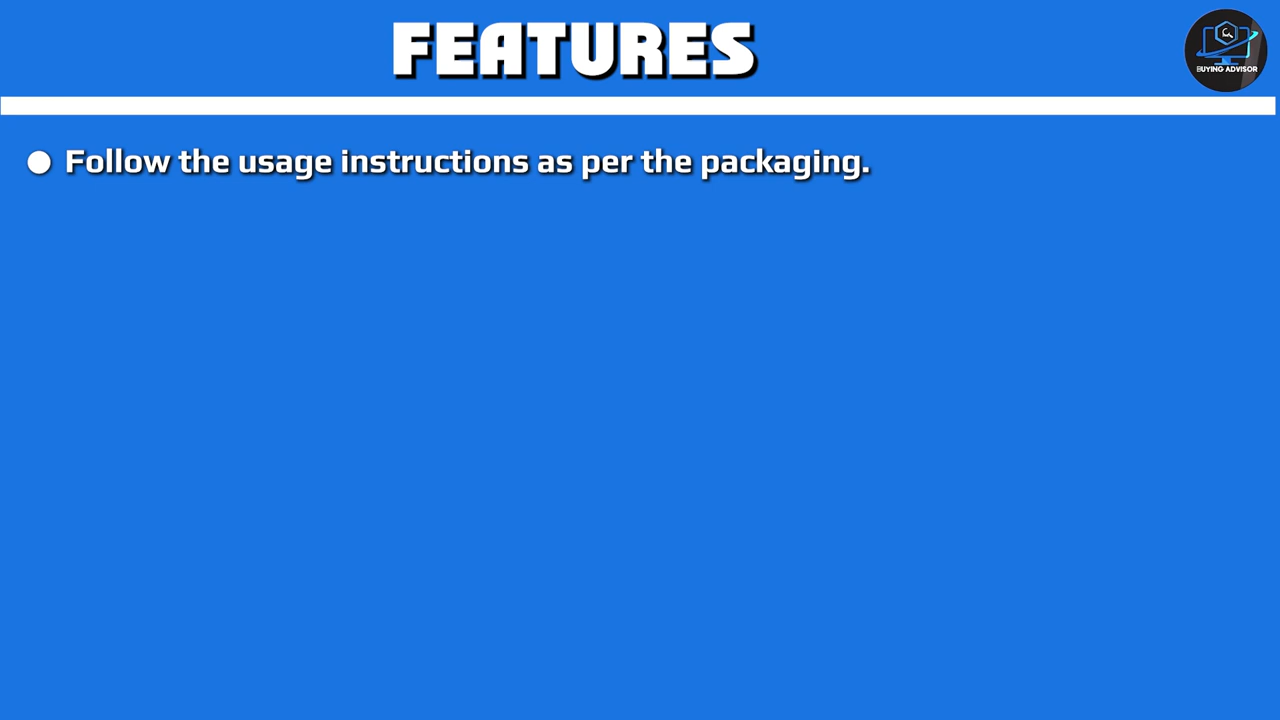 FEATURES
BUYING ADVISOR
● Follow the usage instructions as per the packaging.